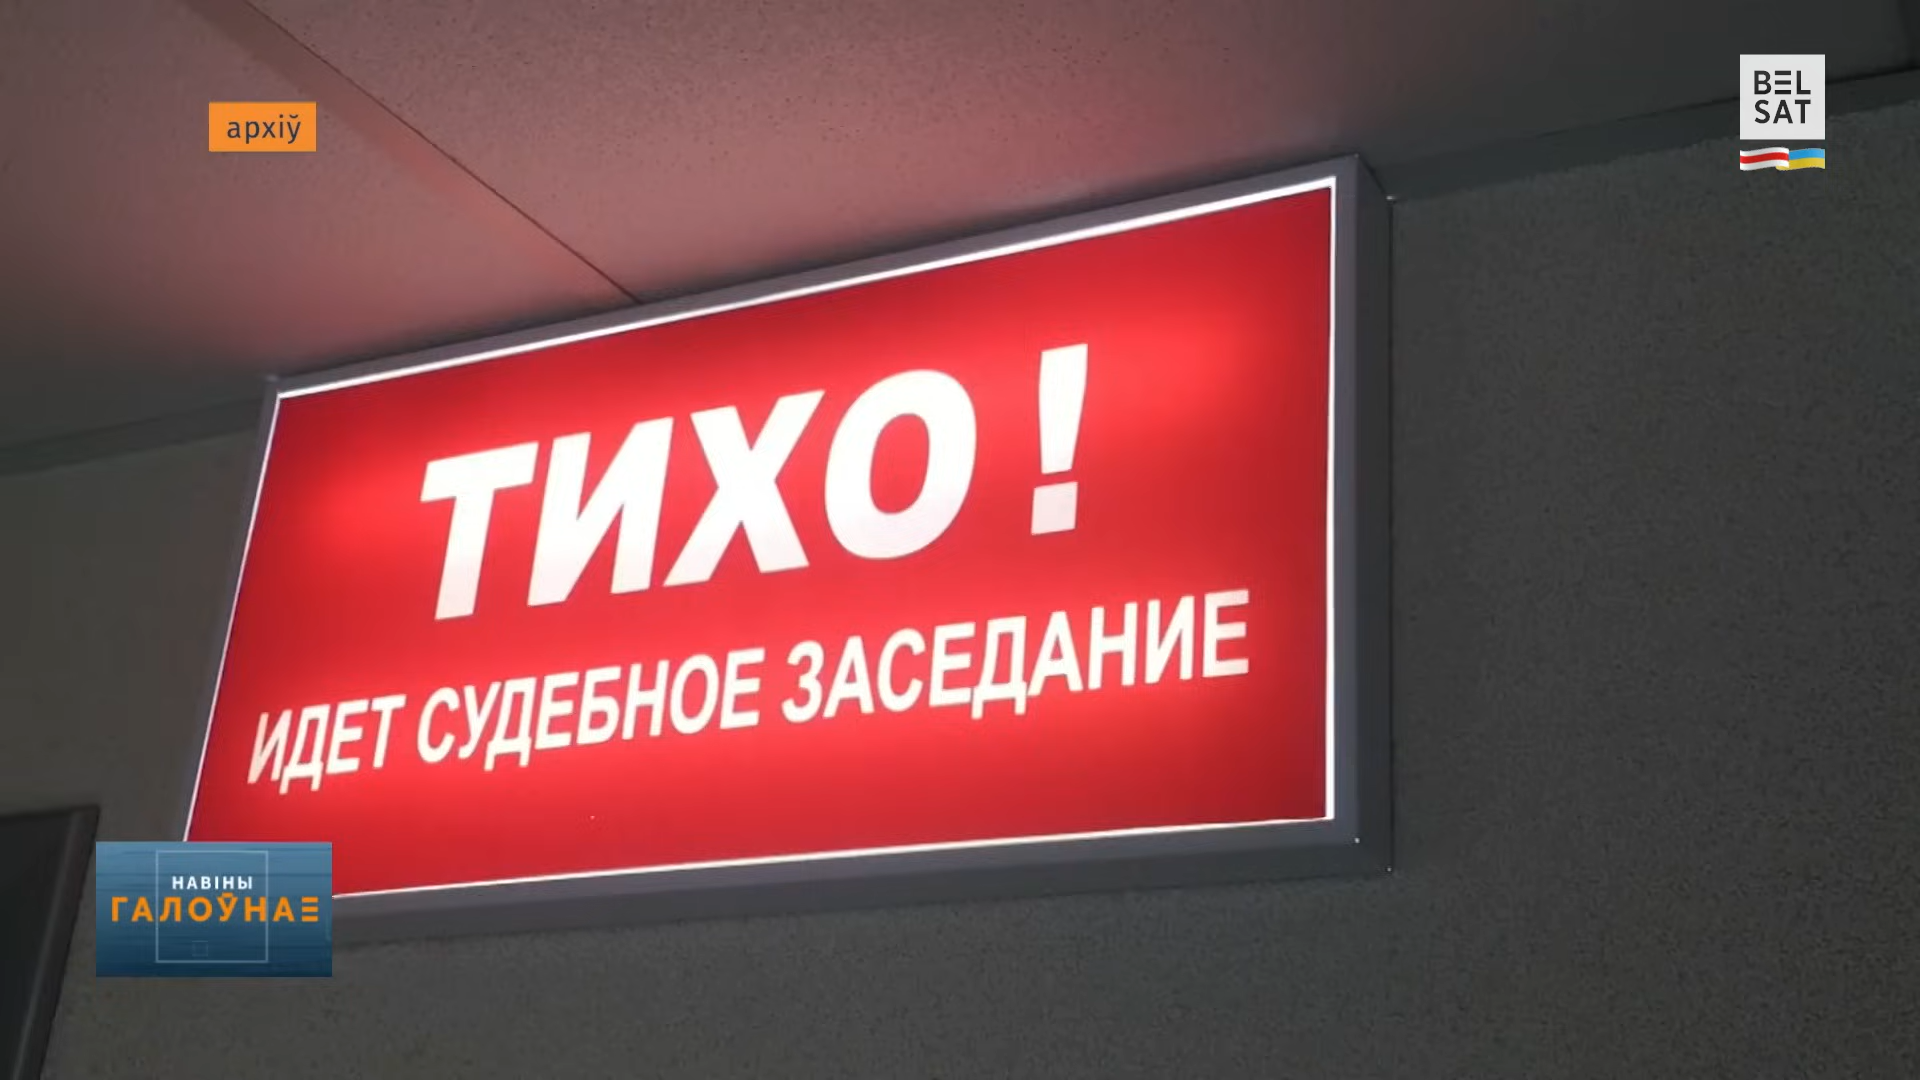 архіў
BEL
SAT
ТИХО!
ИДЕТ СУДЕБНОЕ ЗАСЕДАНИЕ
НАВІНЫ
ГАЛОЎНАЕ